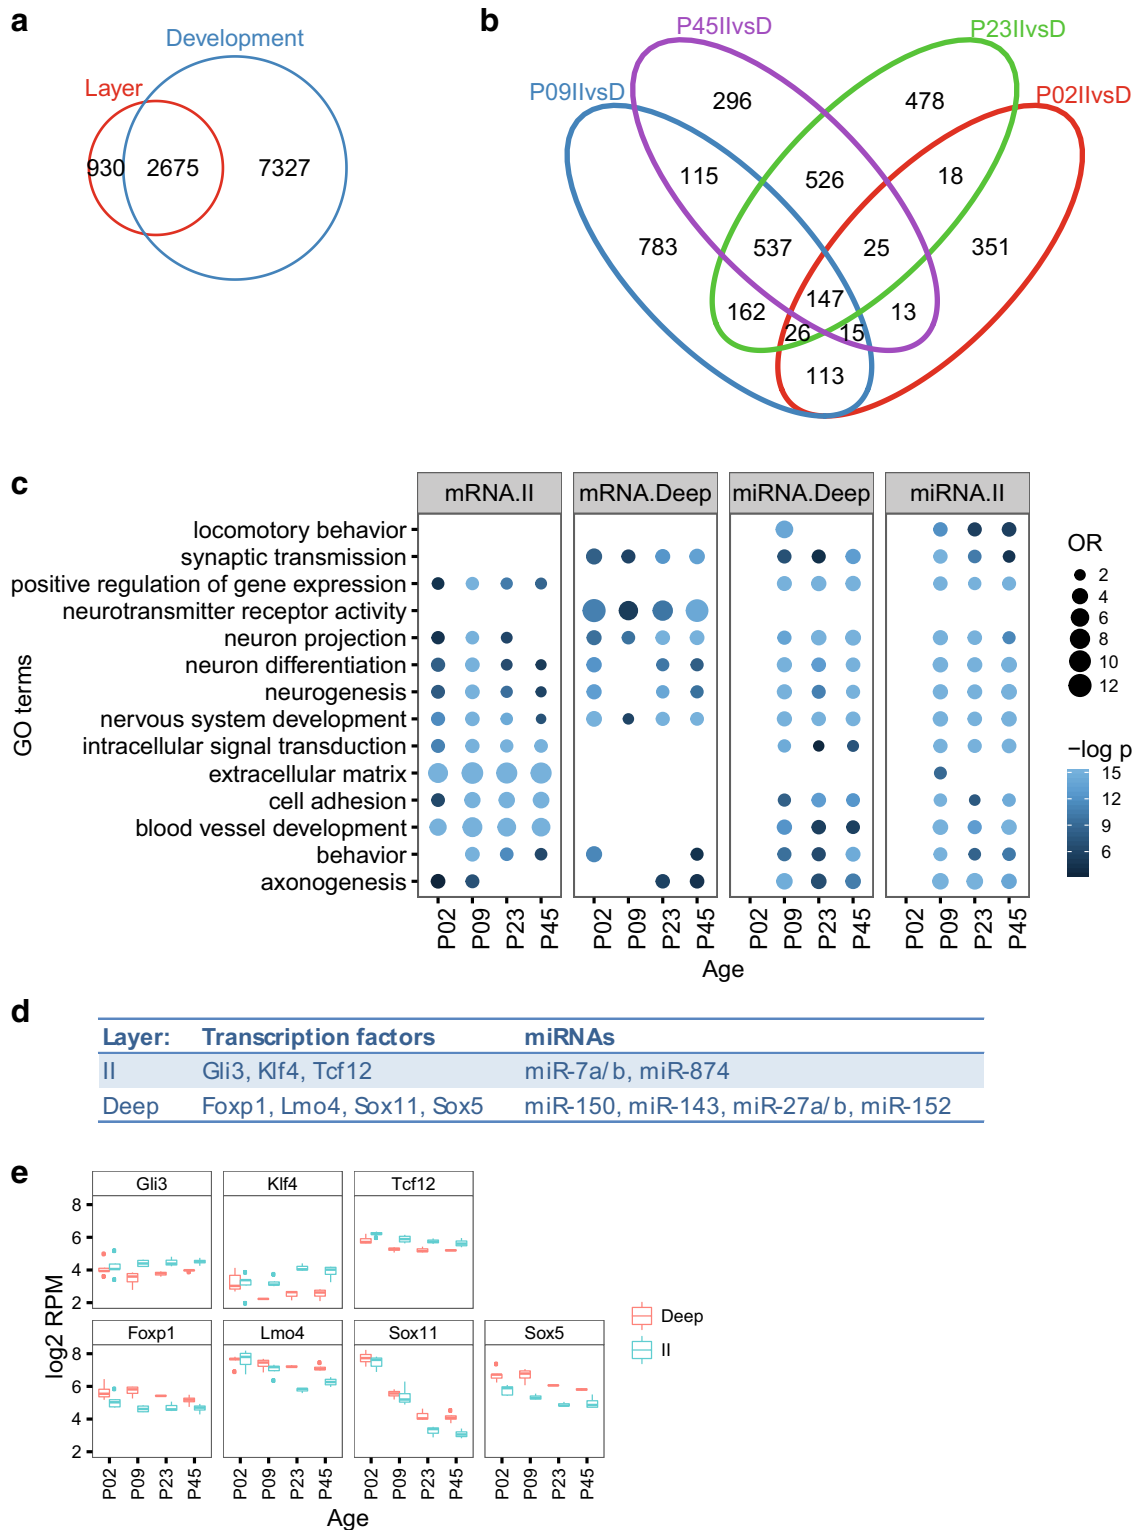 a
Development
Layer
930
2675
7327
b
P45IIvsD
P23IIvsD
P09IIvsD
P02IIvsD
296
478
115
526
18
783
537
25
351
162
147
13
26
15
113
c
mRNA.II
mRNA.Deep
miRNA.Deep
miRNA.II
GO terms
locomotory behavior
synaptic transmission
positive regulation of gene expression
neurotransmitter receptor activity
neuron projection
neuron differentiation
neurogenesis
nervous system development
intracellular signal transduction
extracellular matrix
cell adhesion
blood vessel development
behavior
axonogenesis
P02 P09 P23 P45
P02 P09 P23 P45
P02 P09 P23 P45
P02 P09 P23 P45
Age
OR
2
4
6
8
10
12
−log p
15
12
9
6
d
Layer: Transcription factors miRNAs
II Gli3, Klf4, Tcf12 miR-7a/b, miR-874
Deep Foxp1, Lmo4, Sox11, Sox5 miR-150, miR-143, miR-27a/b, miR-152
e
log2 RPM
Gli3
Klf4
Tcf12
8
6
4
2
Foxp1
Lmo4
Sox11
Sox5
8
6
4
2
P02 P09 P23 P45
P02 P09 P23 P45
P02 P09 P23 P45
P02 P09 P23 P45
Age
Deep
II